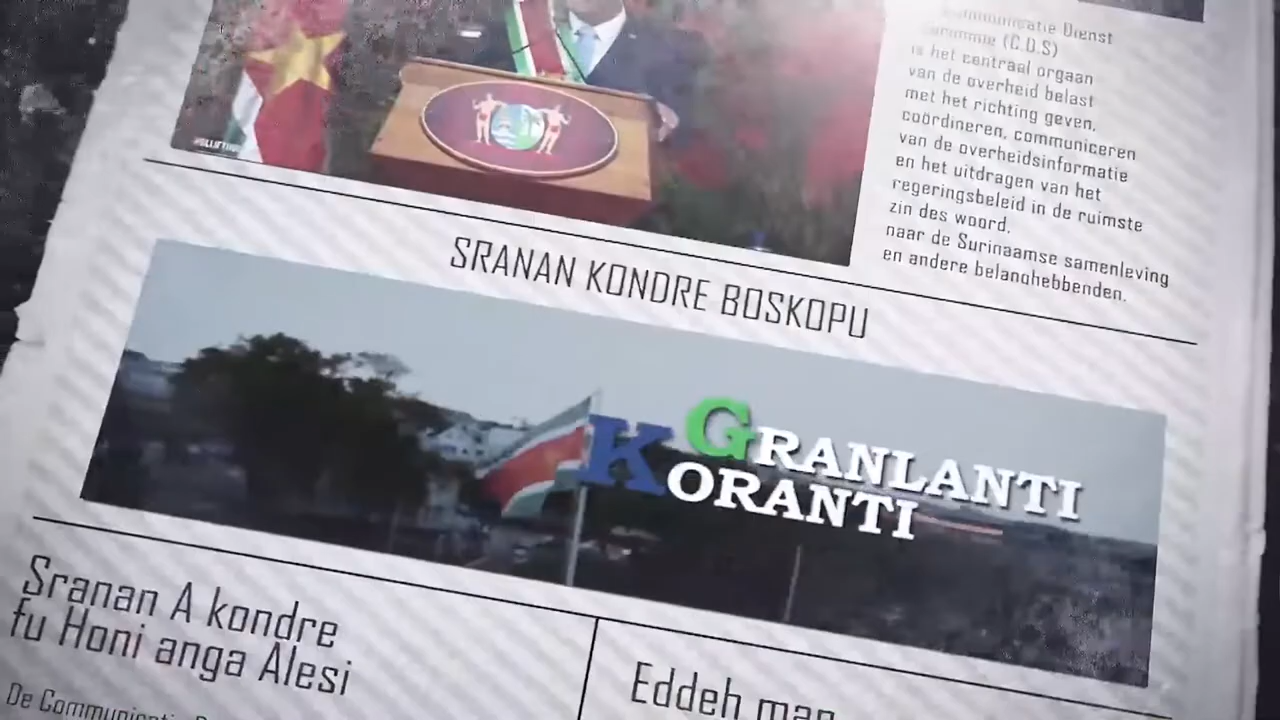 Dienst
(C.D.S)
is het centraal orgaan
van de overheid belast
met het richting geven,
coördineren, communiceren
van de overheidsinformatie
en het uitdragen van het
regeringsbeleid in de ruimste
zin des woord.
naar de Surinaamse samenleving
en andere belanghebbenden.
SRANAN KONDRE BOSKOPU
GRANLANTI
KORANTI
Sranan A kondre
fu Honi anga Alesi
De
Eddeh man